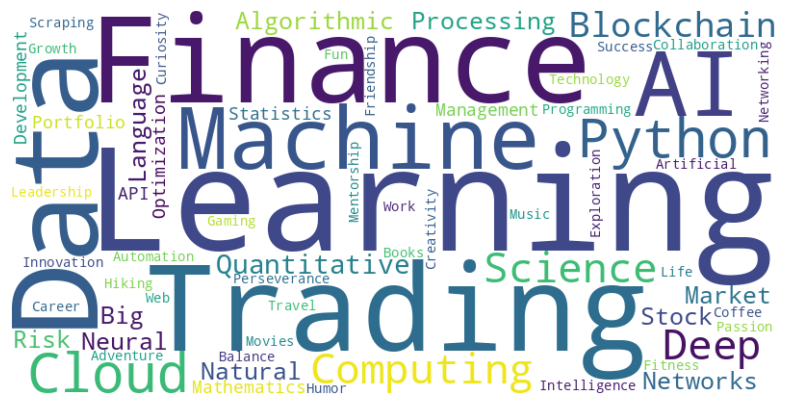 Scraping
Finance
Algorithmic
Processing
Blockchain
Growth
Curiosity
Fun
Friendship
Success
Collaboration
Development
Data
Language
Technology
AI
Networking
Portfolio
Optimization
Statistics
Management
Programming
Machine
Python
Leadership
API
Learning
Mentorship
Artificial
Gaming
Work
Creativity
Music
Exploration
Innovation
Automation
Quantitative
Books
Science
Life
Hiking
Perseverance
Trading
Market
Career
Web
Travel
Big
Stock
Coffee
Passion
Risk
Neural
Movies
Deep
Adventure
Balance
Cloud
Natural
Computing
Fitness
Mathematics
Humor
Intelligence
Networks